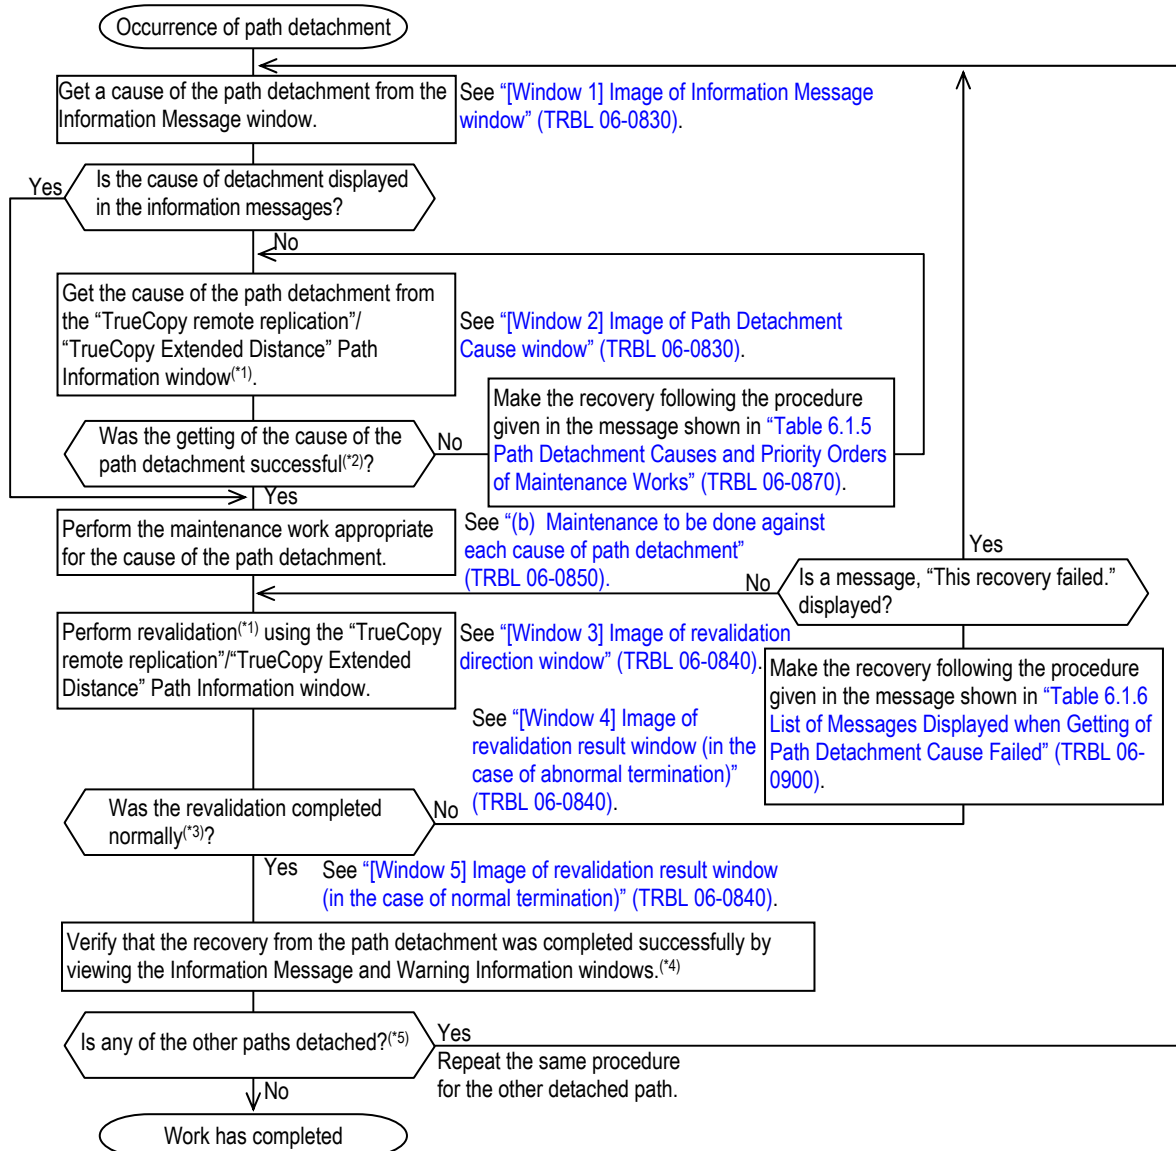 Occurrence of path detachment
Get a cause of the path detachment from the
Information Message window.
See “[Window 1] Image of Information Message
window” (TRBL 06-0830).
Yes
Is the cause of detachment displayed
in the information messages?
No
Get the cause of the path detachment from
the “TrueCopy remote replication”/
“TrueCopy Extended Distance” Path
Information window(*1).
See “[Window 2] Image of Path Detachment
Cause window” (TRBL 06-0830).
Was the getting of the cause of the
path detachment successful(*2)?
No
Make the recovery following the procedure
given in the message shown in “Table 6.1.5
Path Detachment Causes and Priority Orders
of Maintenance Works” (TRBL 06-0870).
Yes
Perform the maintenance work appropriate
for the cause of the path detachment.
See “(b) Maintenance to be done against
each cause of path detachment”
(TRBL 06-0850).
Yes
No
Is a message, “This recovery failed.”
displayed?
Perform revalidation(*1) using the “TrueCopy
remote replication”/“TrueCopy Extended
Distance” Path Information window.
See “[Window 3] Image of revalidation
direction window” (TRBL 06-0840).
Make the recovery following the procedure
given in the message shown in “Table 6.1.6
List of Messages Displayed when Getting of
Path Detachment Cause Failed” (TRBL 06-
0900).
See “[Window 4] Image of
revalidation result window (in the
case of abnormal termination)”
(TRBL 06-0840).
Was the revalidation completed
normally(*3)?
No
Yes
See “[Window 5] Image of revalidation result window
(in the case of normal termination)” (TRBL 06-0840).
Verify that the recovery from the path detachment was completed successfully by
viewing the Information Message and Warning Information windows.(*4)
Is any of the other paths detached?(*5)
Yes
Repeat the same procedure
for the other detached path.
No
Work has completed